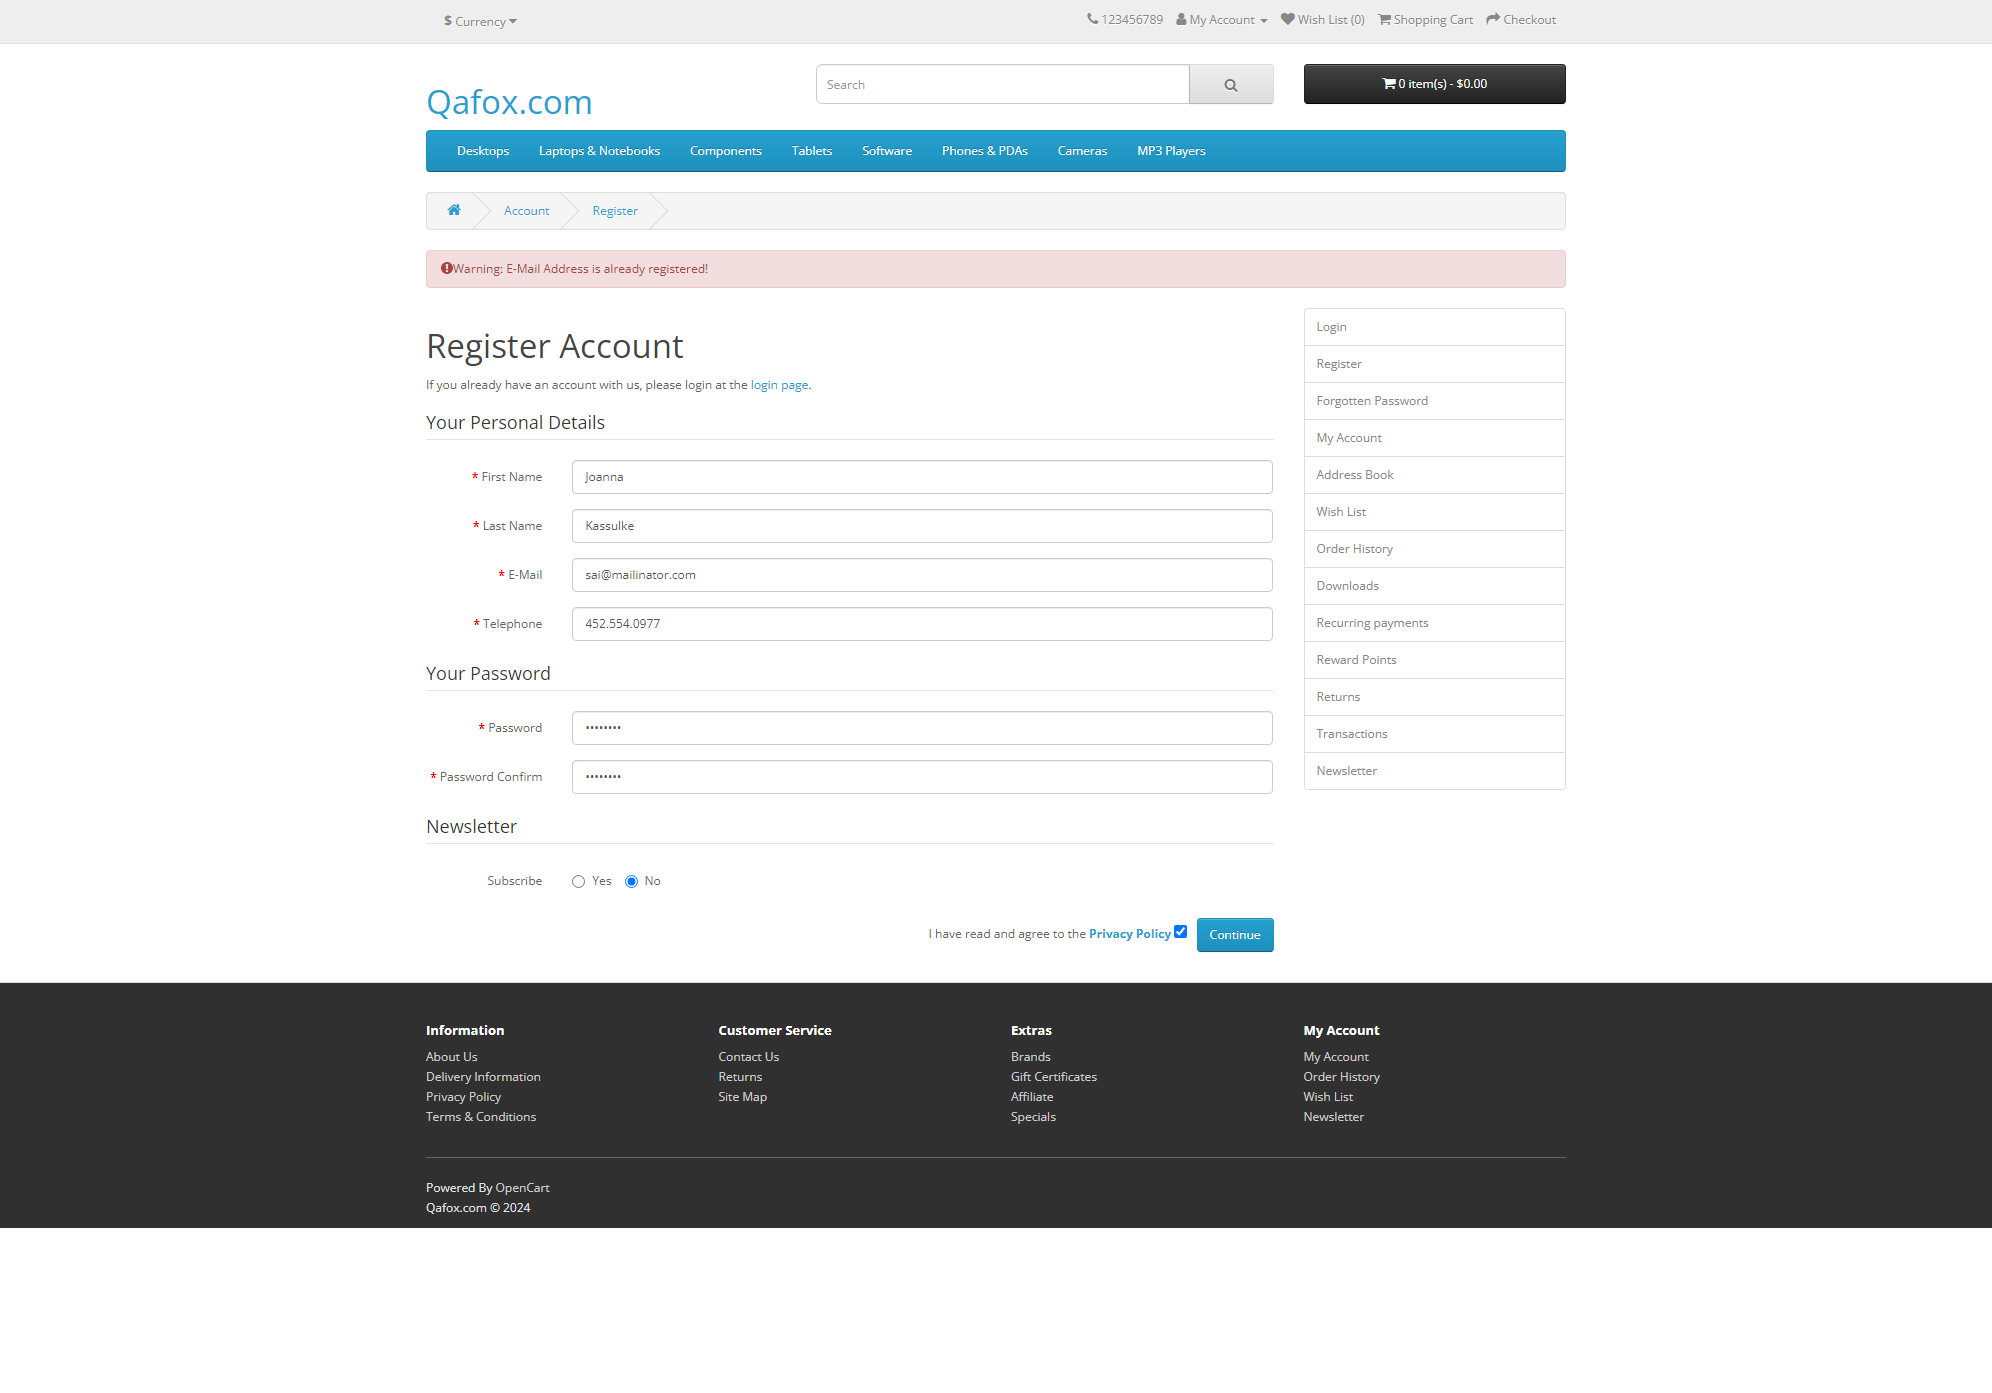 $ Currency
123456789 My Account Wish List (0) Shopping Cart Checkout
Qafox.com
Search
0 item(s) - $0.00
Desktops Laptops & Notebooks Components Tablets Software Phones & PDAs Cameras MP3 Players
Account Register
Warning: E-Mail Address is already registered!
Register Account
If you already have an account with us, please login at the login page.
Your Personal Details
* First Name Joanna
* Last Name Kassulke
* E-Mail sai@mailinator.com
* Telephone 452.554.0977
Your Password
* Password ••••••••
* Password Confirm ••••••••
Newsletter
Subscribe Yes No
I have read and agree to the Privacy Policy Continue
Login
Register
Forgotten Password
My Account
Address Book
Wish List
Order History
Downloads
Recurring payments
Reward Points
Returns
Transactions
Newsletter
Information
About Us
Delivery Information
Privacy Policy
Terms & Conditions
Customer Service
Contact Us
Returns
Site Map
Extras
Brands
Gift Certificates
Affiliate
Specials
My Account
My Account
Order History
Wish List
Newsletter
Powered By OpenCart
Qafox.com © 2024